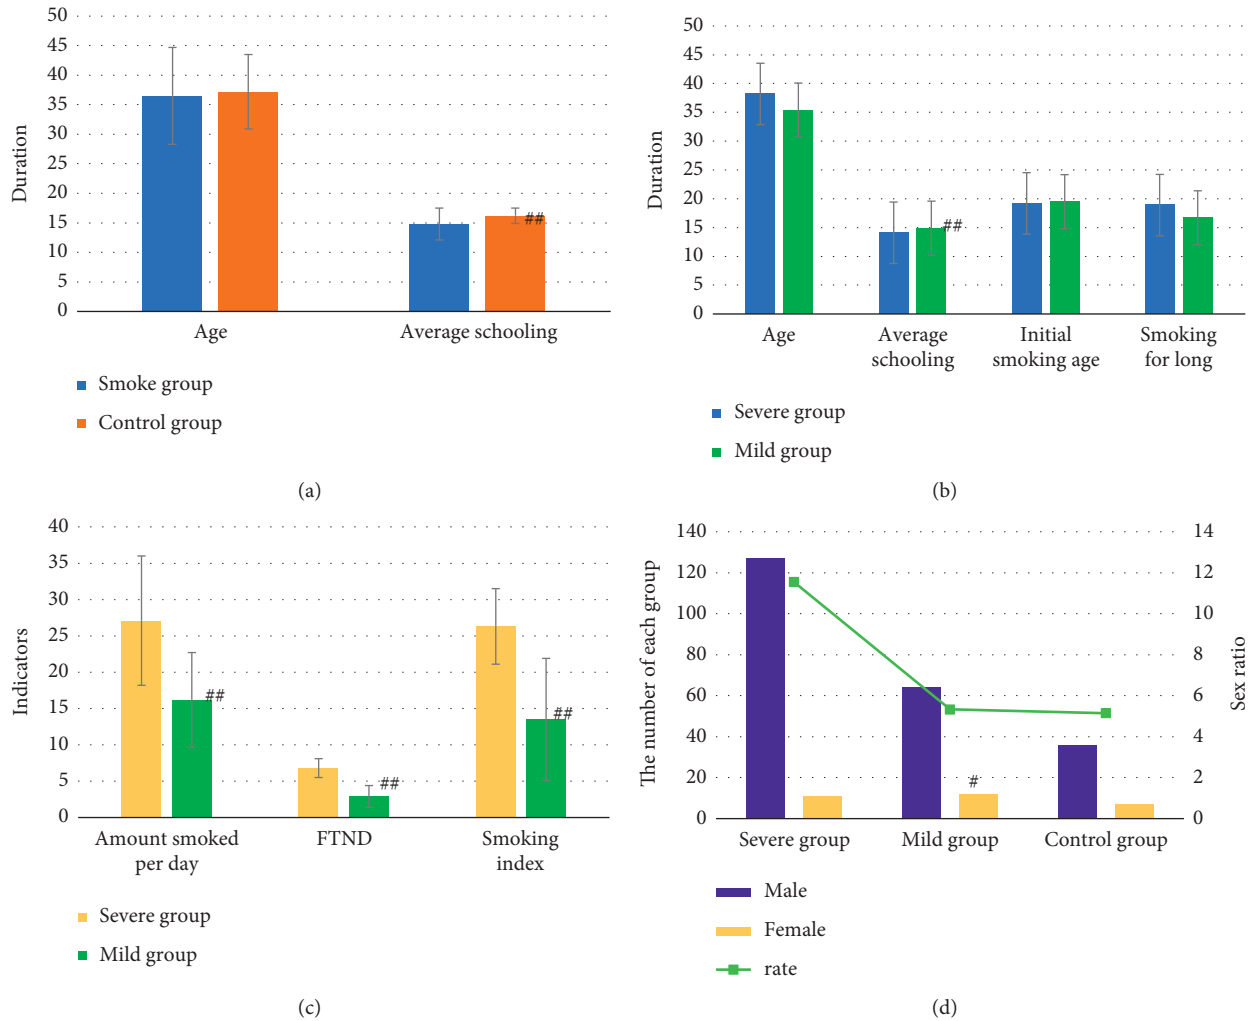 50
45
40
35
30
25
20
15
10
5
0
Duration
##
Age
Average schooling
Smoke group
Control group
(a)
50
45
40
35
30
25
20
15
10
5
0
Duration
##
Age
Average
schooling
Initial
smoking age
Smoking
for long
Severe group
Mild group
(b)
40
35
30
25
20
15
10
5
0
Indicators
##
##
##
Amount smoked
per day
FTND
Smoking
index
Severe group
Mild group
(c)
140
120
100
80
60
40
20
0
The number of each group
14
12
10
8
6
4
2
0
Sex ratio
#
Severe group
Mild group
Control group
Male
Female
rate
(d)